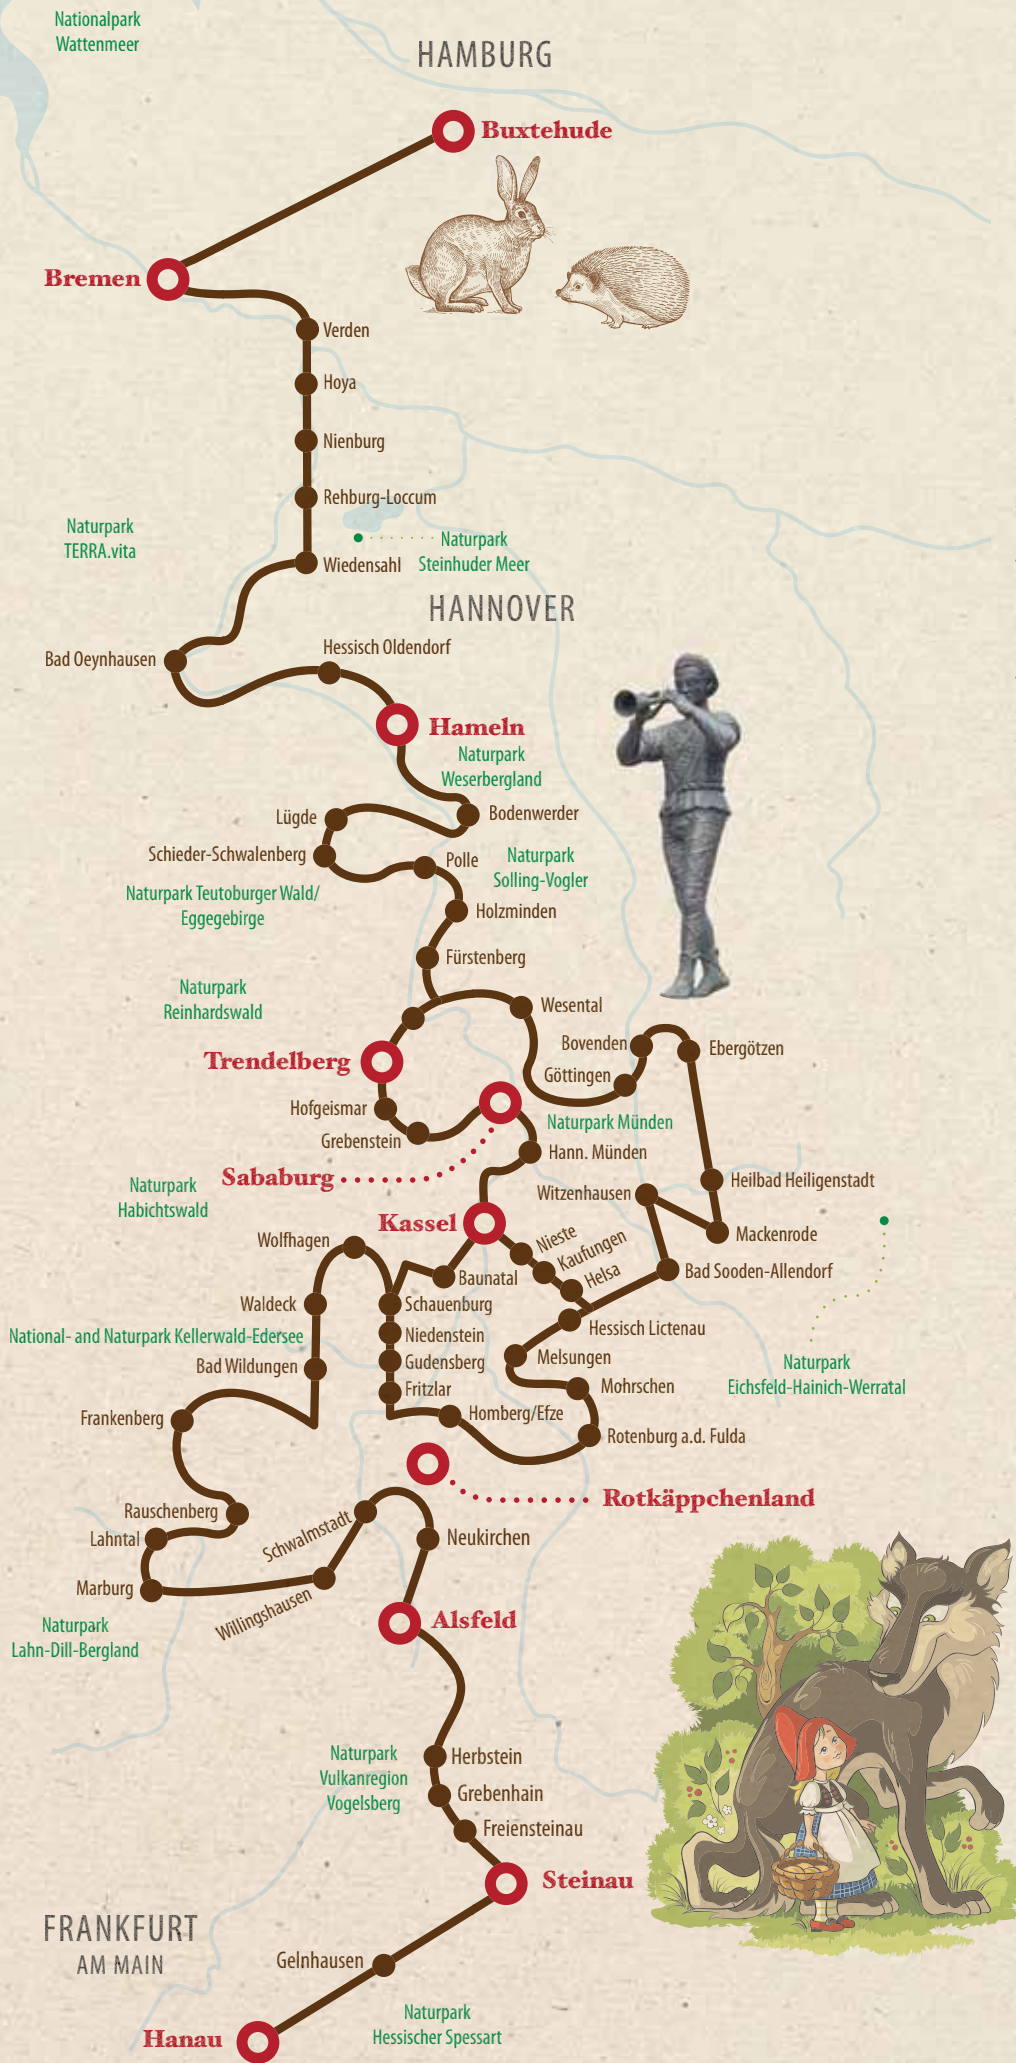 Nationalpark
Wattenmeer
HAMBURG
Buxtehude
Bremen
Verden
Hoya
Nienburg
Rehburg-Loccum
Naturpark
TERRA.vita
Naturpark
Steinhuder Meer
Wiedensahl
HANNOVER
Hessisch Oldendorf
Bad Oeynhausen
Hameln
Naturpark
Weserbergland
Bodenwerder
Lügde
Schieder-Schwalenberg
Polle
Naturpark
Solling-Vogler
Naturpark Teutoburger Wald/
Eggegebirge
Holzminden
Fürstenberg
Naturpark
Reinhardswald
Wesental
Bovenden
Ebergötzen
Trendelberg
Göttingen
Hofgeismar
Grebenstein
Naturpark Münden
Hann. Münden
Sababurg
Heilbad Heiligenstadt
Witzenhausen
Naturpark
Habichtswald
Kassel
Mackenrode
Wolfhagen
Nieste
Kaufungen
Helsa
Baunatal
Bad Sooden-Allendorf
Waldeck
Schauenburg
Hessisch Lictenau
National- and Naturpark Kellerwald-Edersee
Niedenstein
Bad Wildungen
Gudensberg
Melsungen
Naturpark
Eichsfeld-Hainich-Werratal
Fritzlar
Mohrschen
Frankenberg
Homberg/Efze
Rotenburg a.d. Fulda
Rotkäppchenland
Rauschenberg
Lahntal
Schwalmstadt
Neukirchen
Marburg
Willingshausen
Alsfeld
Naturpark
Lahn-Dill-Bergland
Naturpark
Vulkanregion
Vogelsberg
Herbstein
Grebenhain
Freiensteinau
Steinau
FRANKFURT
AM MAIN
Gelnhausen
Naturpark
Hessischer Spessart
Hanau